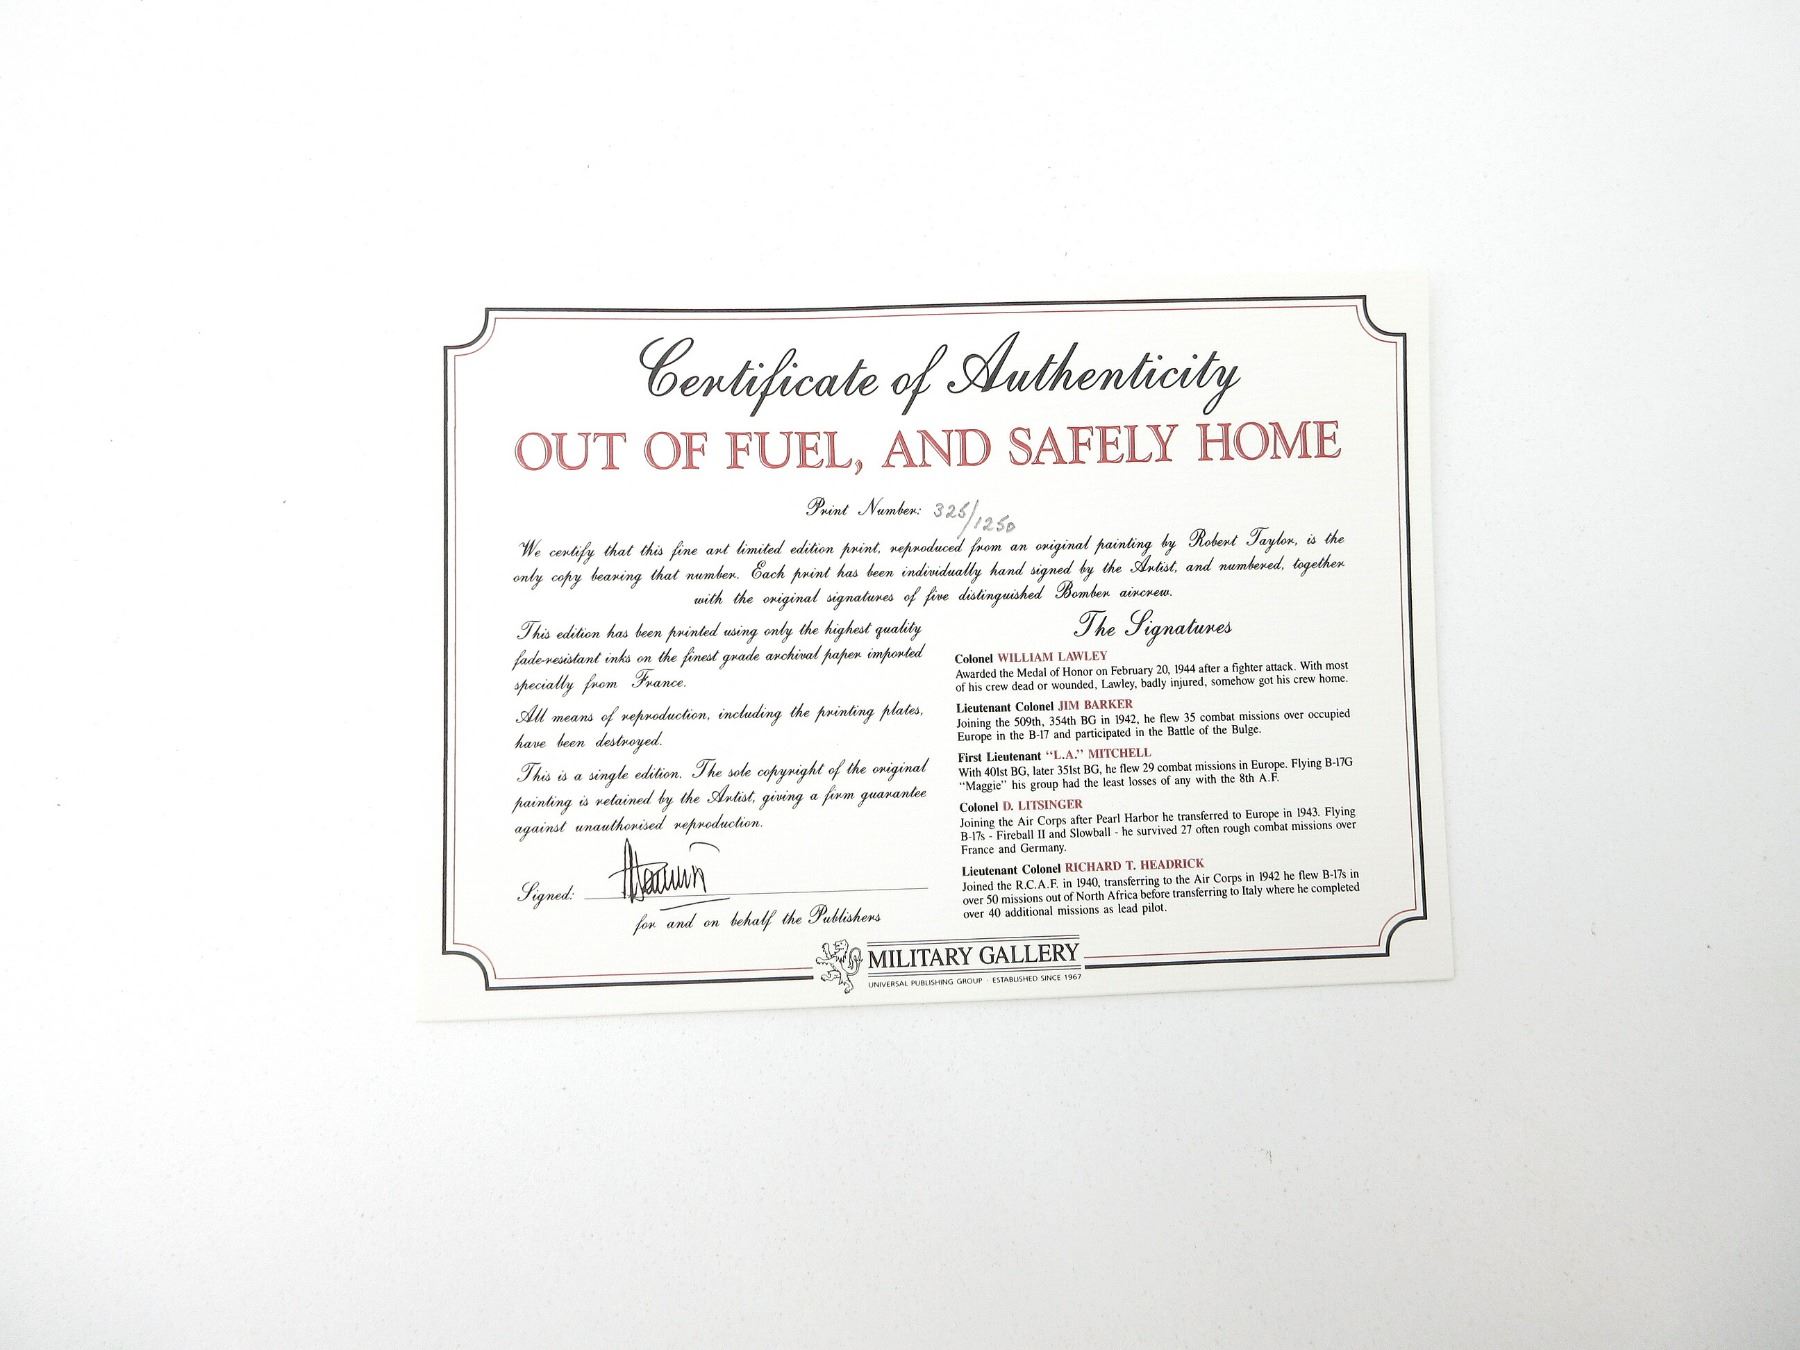 Certificate of Authenticity
OUT OF FUEL, AND SAFELY HOME
Print Number: 325/1250
We certify that this fine art limited edition print, reproduced from an original painting by Robert Taylor, is the
only copy bearing that number. Each print has been individually hand signed by the Artist, and numbered, together
with the original signatures of five distinguished Bomber aircrew.
This edition has been printed using only the highest quality
fade-resistant inks on the finest grade archival paper imported
specially from France.
All means of reproduction, including the printing plates,
have been destroyed.
This is a single edition. The sole copyright of the original
painting is retained by the Artist, giving a firm guarantee
against unauthorised reproduction.
Signed:
for and on behalf the Publishers
The Signatures
Colonel WILLIAM LAWLEY
Awarded the Medal of Honor on February 20, 1944 after a fighter attack. With most
of his crew dead or wounded, Lawley, badly injured, somehow got his crew home.
Lieutenant Colonel JIM BARKER
Joining the 509th, 354th BG in 1942, he flew 35 combat missions over occupied
Europe in the B-17 and participated in the Battle of the Bulge.
First Lieutenant "L.A." MITCHELL
With 401st BG, later 351st BG, he flew 29 combat missions in Europe. Flying B-17G
"Maggie" his group had the least losses of any with the 8th A.F.
Colonel D. LITSINGER
Joining the Air Corps after Pearl Harbor he transferred to Europe in 1943. Flying
B-17s - Fireball II and Slowball - he survived 27 often rough combat missions over
France and Germany.
Lieutenant Colonel RICHARD T. HEADRICK
Joined the R.C.A.F. in 1940, transferring to the Air Corps in 1942 he flew B-17s in
over 50 missions out of North Africa before transferring to Italy where he completed
over 40 additional missions as lead pilot.
MILITARY GALLERY
UNIVERSAL PUBLISHING GROUP · ESTABLISHED SINCE 1967